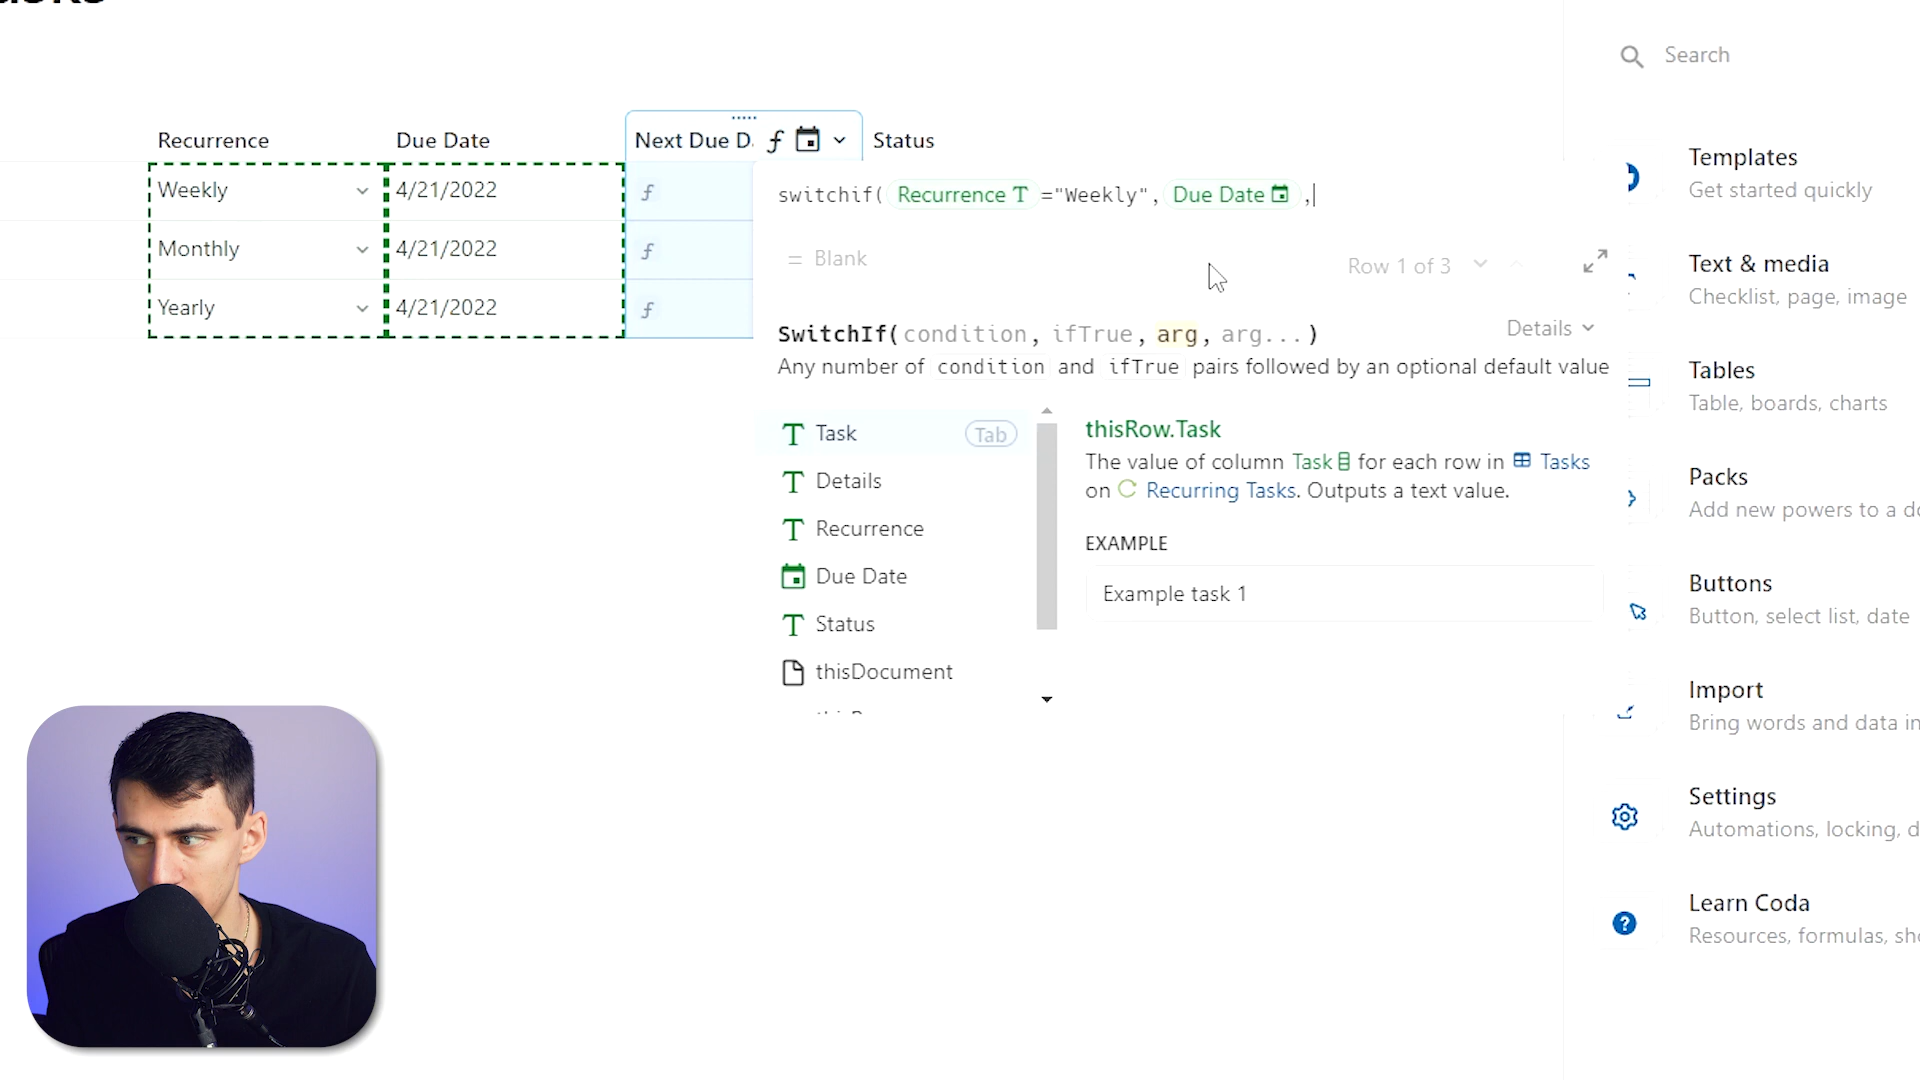 Search
Recurrence
Due Date
Next Due D
Status
Weekly
4/21/2022
Monthly
4/21/2022
Yearly
4/21/2022
switchif( Recurrence ="Weekly", Due Date ,
= Blank
Row 1 of 3
SwitchIf(condition, ifTrue, arg, arg...)
Details
Any number of condition and ifTrue pairs followed by an optional default value
Task
Tab
Details
Recurrence
Due Date
Status
thisDocument
thisRow.Task
The value of column Task for each row in Tasks
on Recurring Tasks. Outputs a text value.
EXAMPLE
Example task 1
Templates
Get started quickly
Text & media
Checklist, page, image
Tables
Table, boards, charts
Packs
Add new powers to a do
Buttons
Button, select list, date
Import
Bring words and data in
Settings
Automations, locking, d
Learn Coda
Resources, formulas, sho